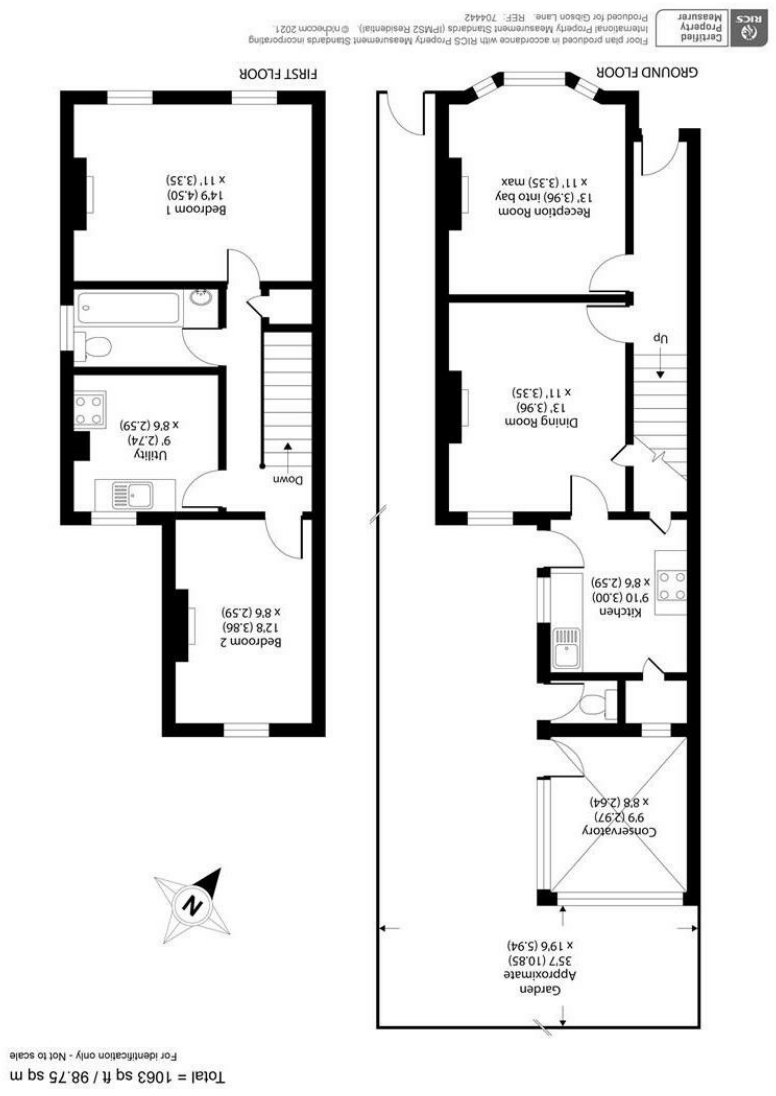 Total = 1063 sq ft / 98.75 sq m
For identification only - Not to scale
Garden
Approximate
35'7 (10.85)
x 19'6 (5.94)
N
Conservatory
9'9 (2.97)
x 8'8 (2.64)
Kitchen
9'10 (3.00)
x 8'6 (2.59)
Dining Room
13' (3.96)
x 11' (3.35)
Up
Reception Room
13' (3.96) into bay
x 11' (3.35) max
GROUND FLOOR
Bedroom 2
12'8 (3.86)
x 8'6 (2.59)
Down
Utility
9' (2.74)
x 8'6 (2.59)
Bedroom 1
14'9 (4.50)
x 11' (3.35)
FIRST FLOOR
RICS
Certified
Property
Measurer
Floor plan produced in accordance with RICS Property Measurement Standards incorporating
International Property Measurement Standards (IPMS2 Residential). © nichecom 2021.
Produced for Gibson Lane. REF: 704442